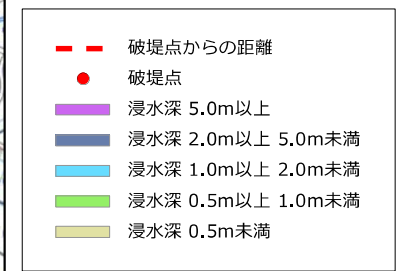 破堤点からの距離
破堤点
浸水深 5.0m以上
浸水深 2.0m以上 5.0m未満
浸水深 1.0m以上 2.0m未満
浸水深 0.5m以上 1.0m未満
浸水深 0.5m未満